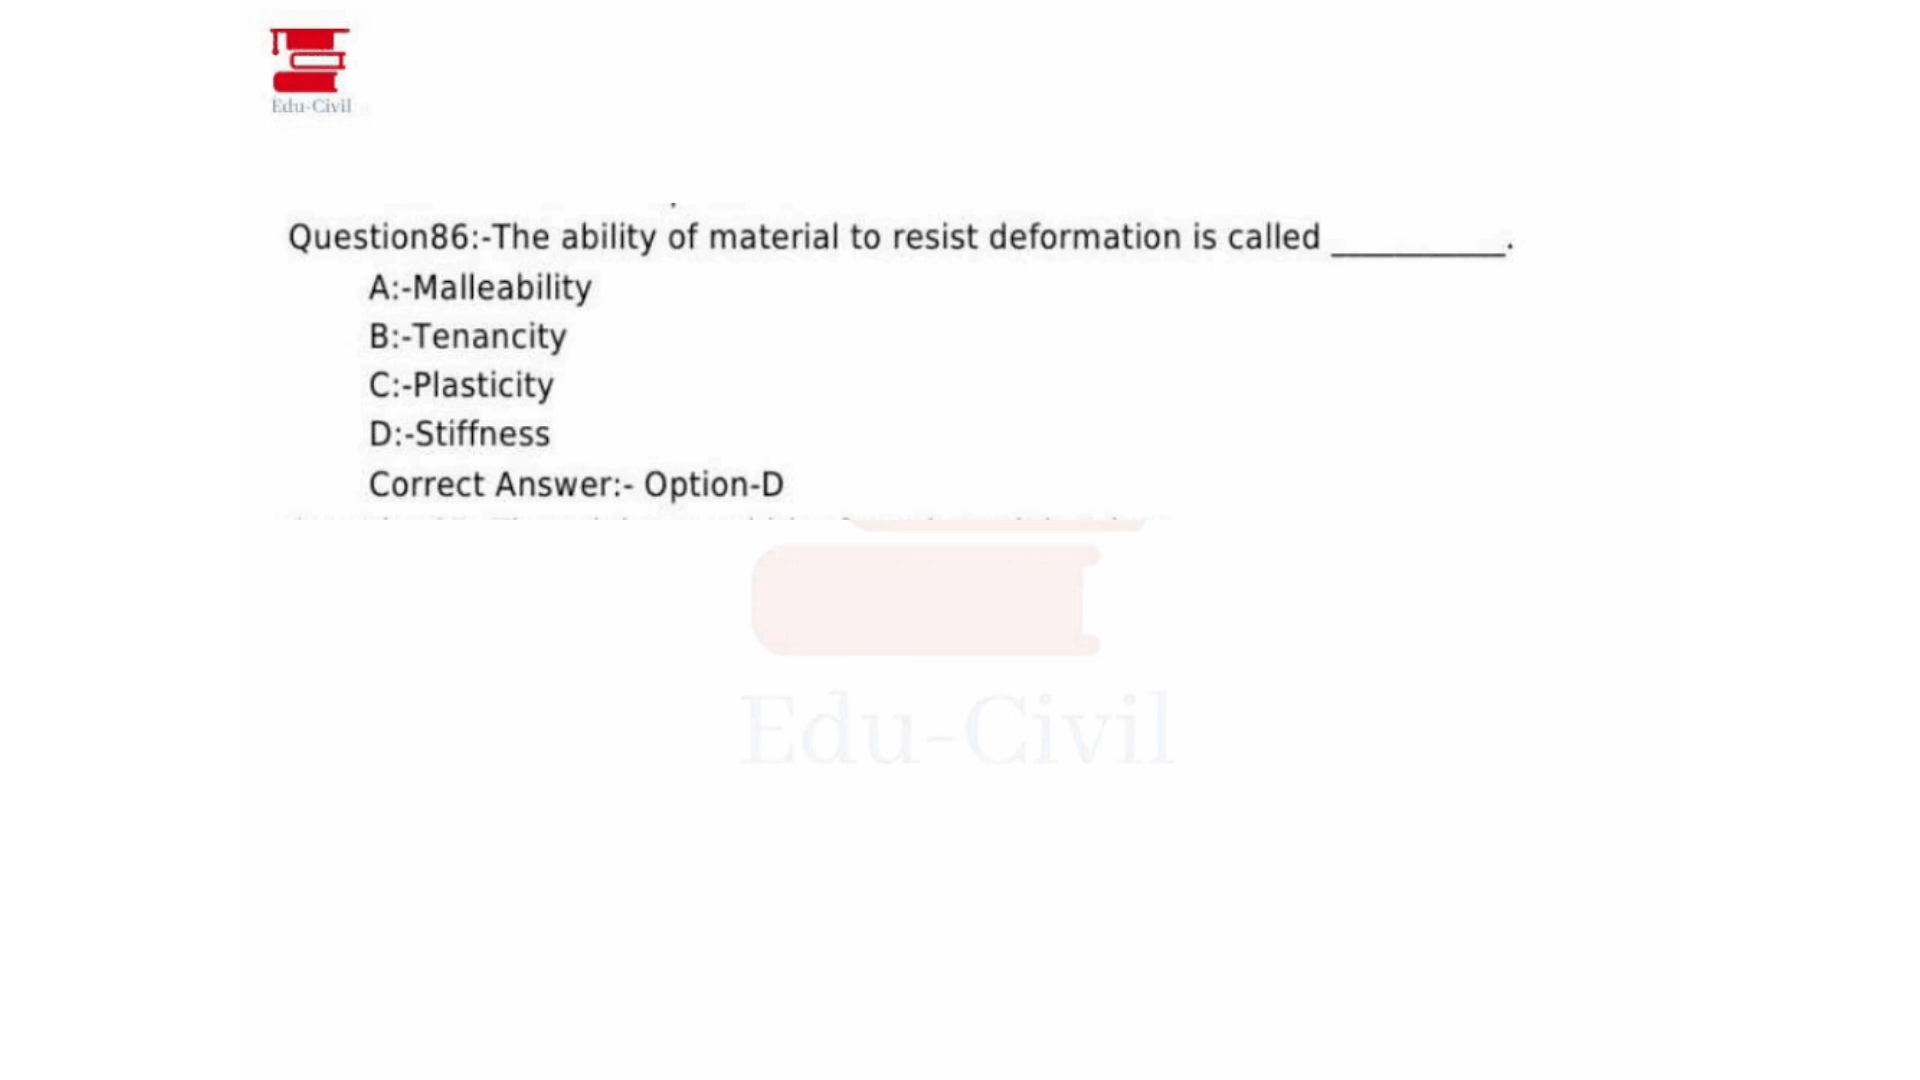 Edu-Civil
Question86:-The ability of material to resist deformation is called __________.
A:-Malleability
B:-Tenancity
C:-Plasticity
D:-Stiffness
Correct Answer:- Option-D
Edu-Civil